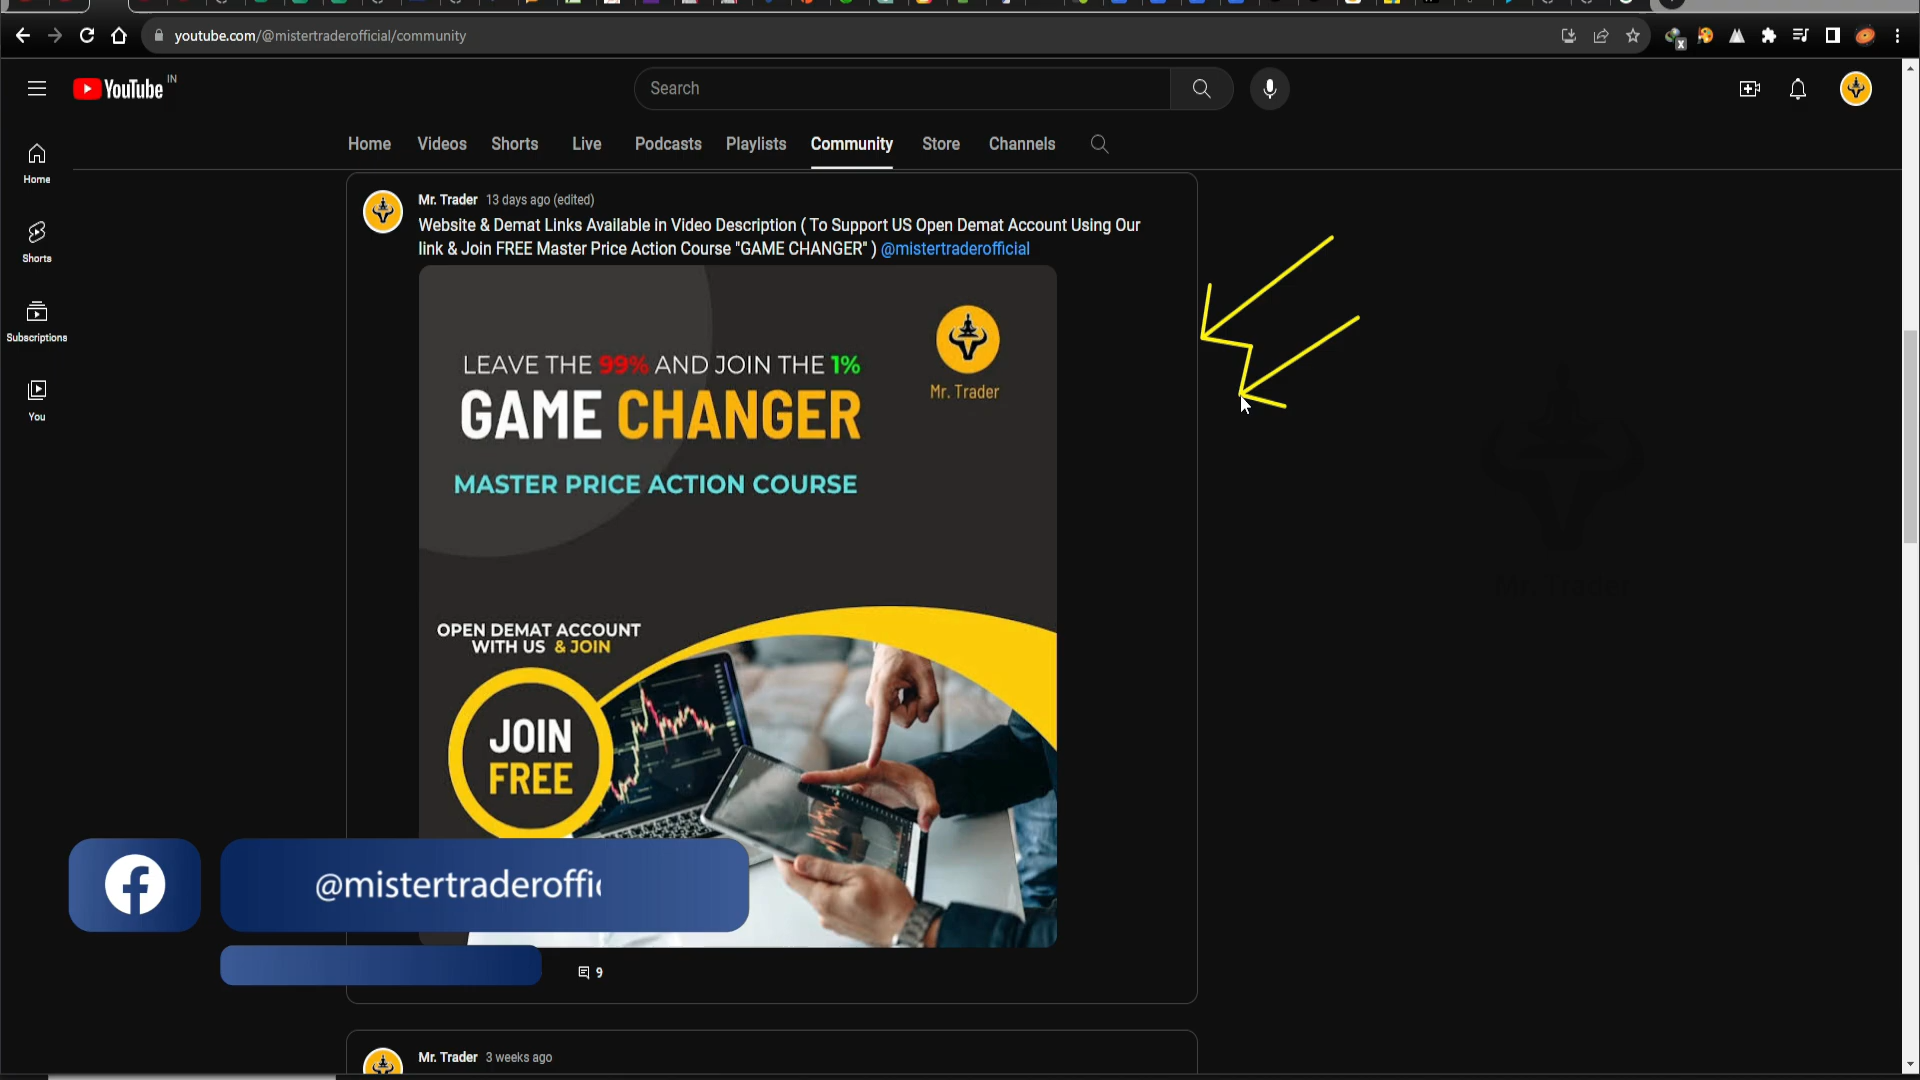 youtube.com/@mistertraderofficial/community
YouTube IN
Search
Home Videos Shorts Live Podcasts Playlists Community Store Channels
Home
Shorts
Subscriptions
You
Mr. Trader 13 days ago (edited)
Website & Demat Links Available in Video Description ( To Support US Open Demat Account Using Our
link & Join FREE Master Price Action Course "GAME CHANGER" ) @mistertraderofficial
LEAVE THE 99% AND JOIN THE 1%
GAME CHANGER
Mr. Trader
MASTER PRICE ACTION COURSE
OPEN DEMAT ACCOUNT
WITH US & JOIN
JOIN
FREE
@mistertraderoffic
9
Mr. Trader
Mr. Trader 3 weeks ago